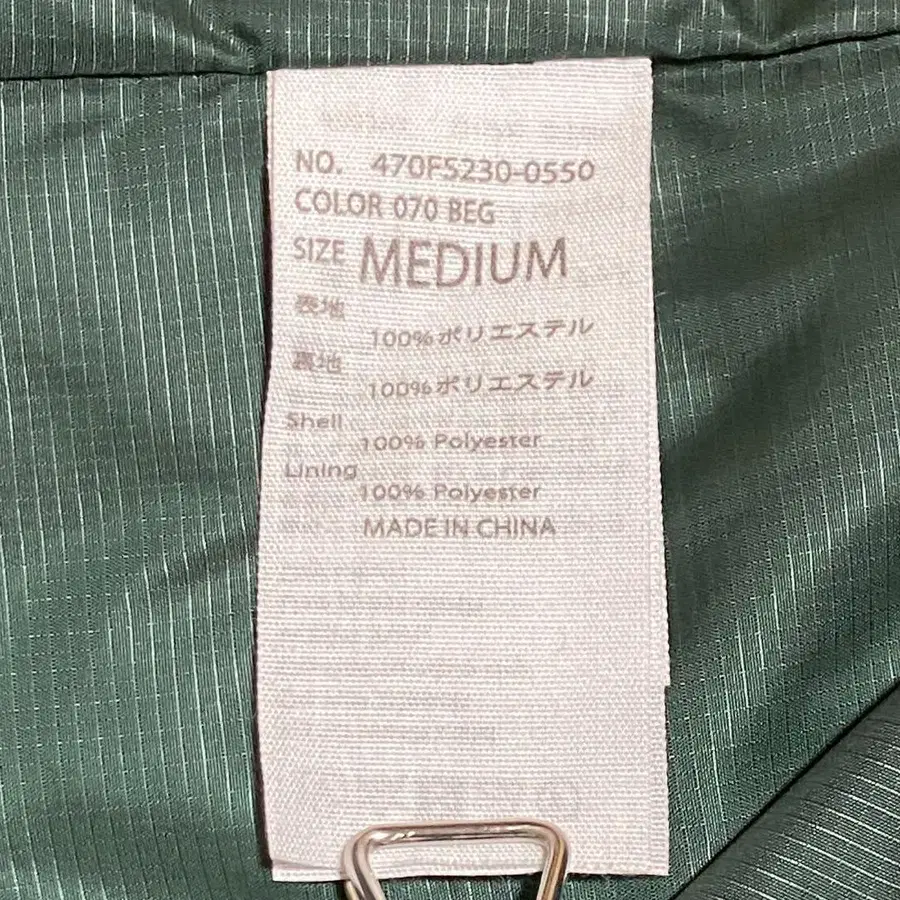 NO. 470FS230-0550
COLOR 070 BEG
SIZE MEDIUM
表地
100%ポリエステル
裏地
100%ポリエステル
Shell
100% Polyester
Lining
100% Polyester
MADE IN CHINA